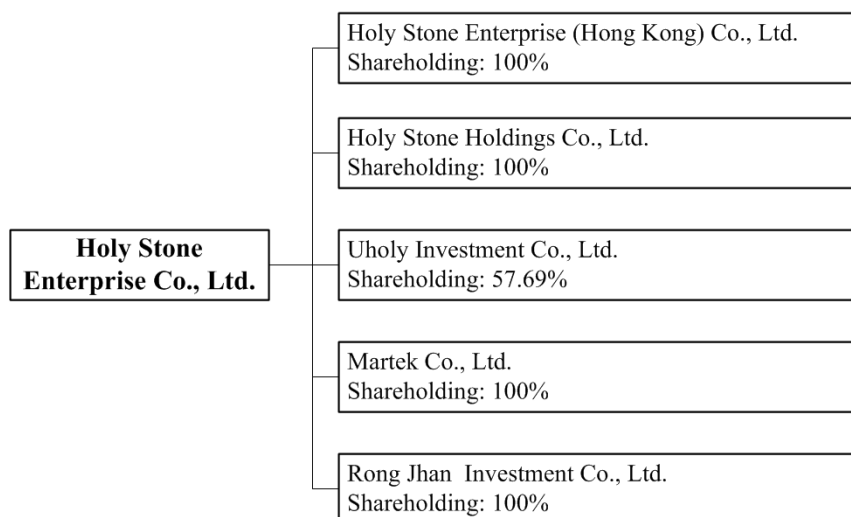 Holy Stone Enterprise (Hong Kong) Co., Ltd.
Shareholding: 100%
Holy Stone Holdings Co., Ltd.
Shareholding: 100%
Holy Stone
Enterprise Co., Ltd.
Uholy Investment Co., Ltd.
Shareholding: 57.69%
Martek Co., Ltd.
Shareholding: 100%
Rong Jhan  Investment Co., Ltd.
Shareholding: 100%